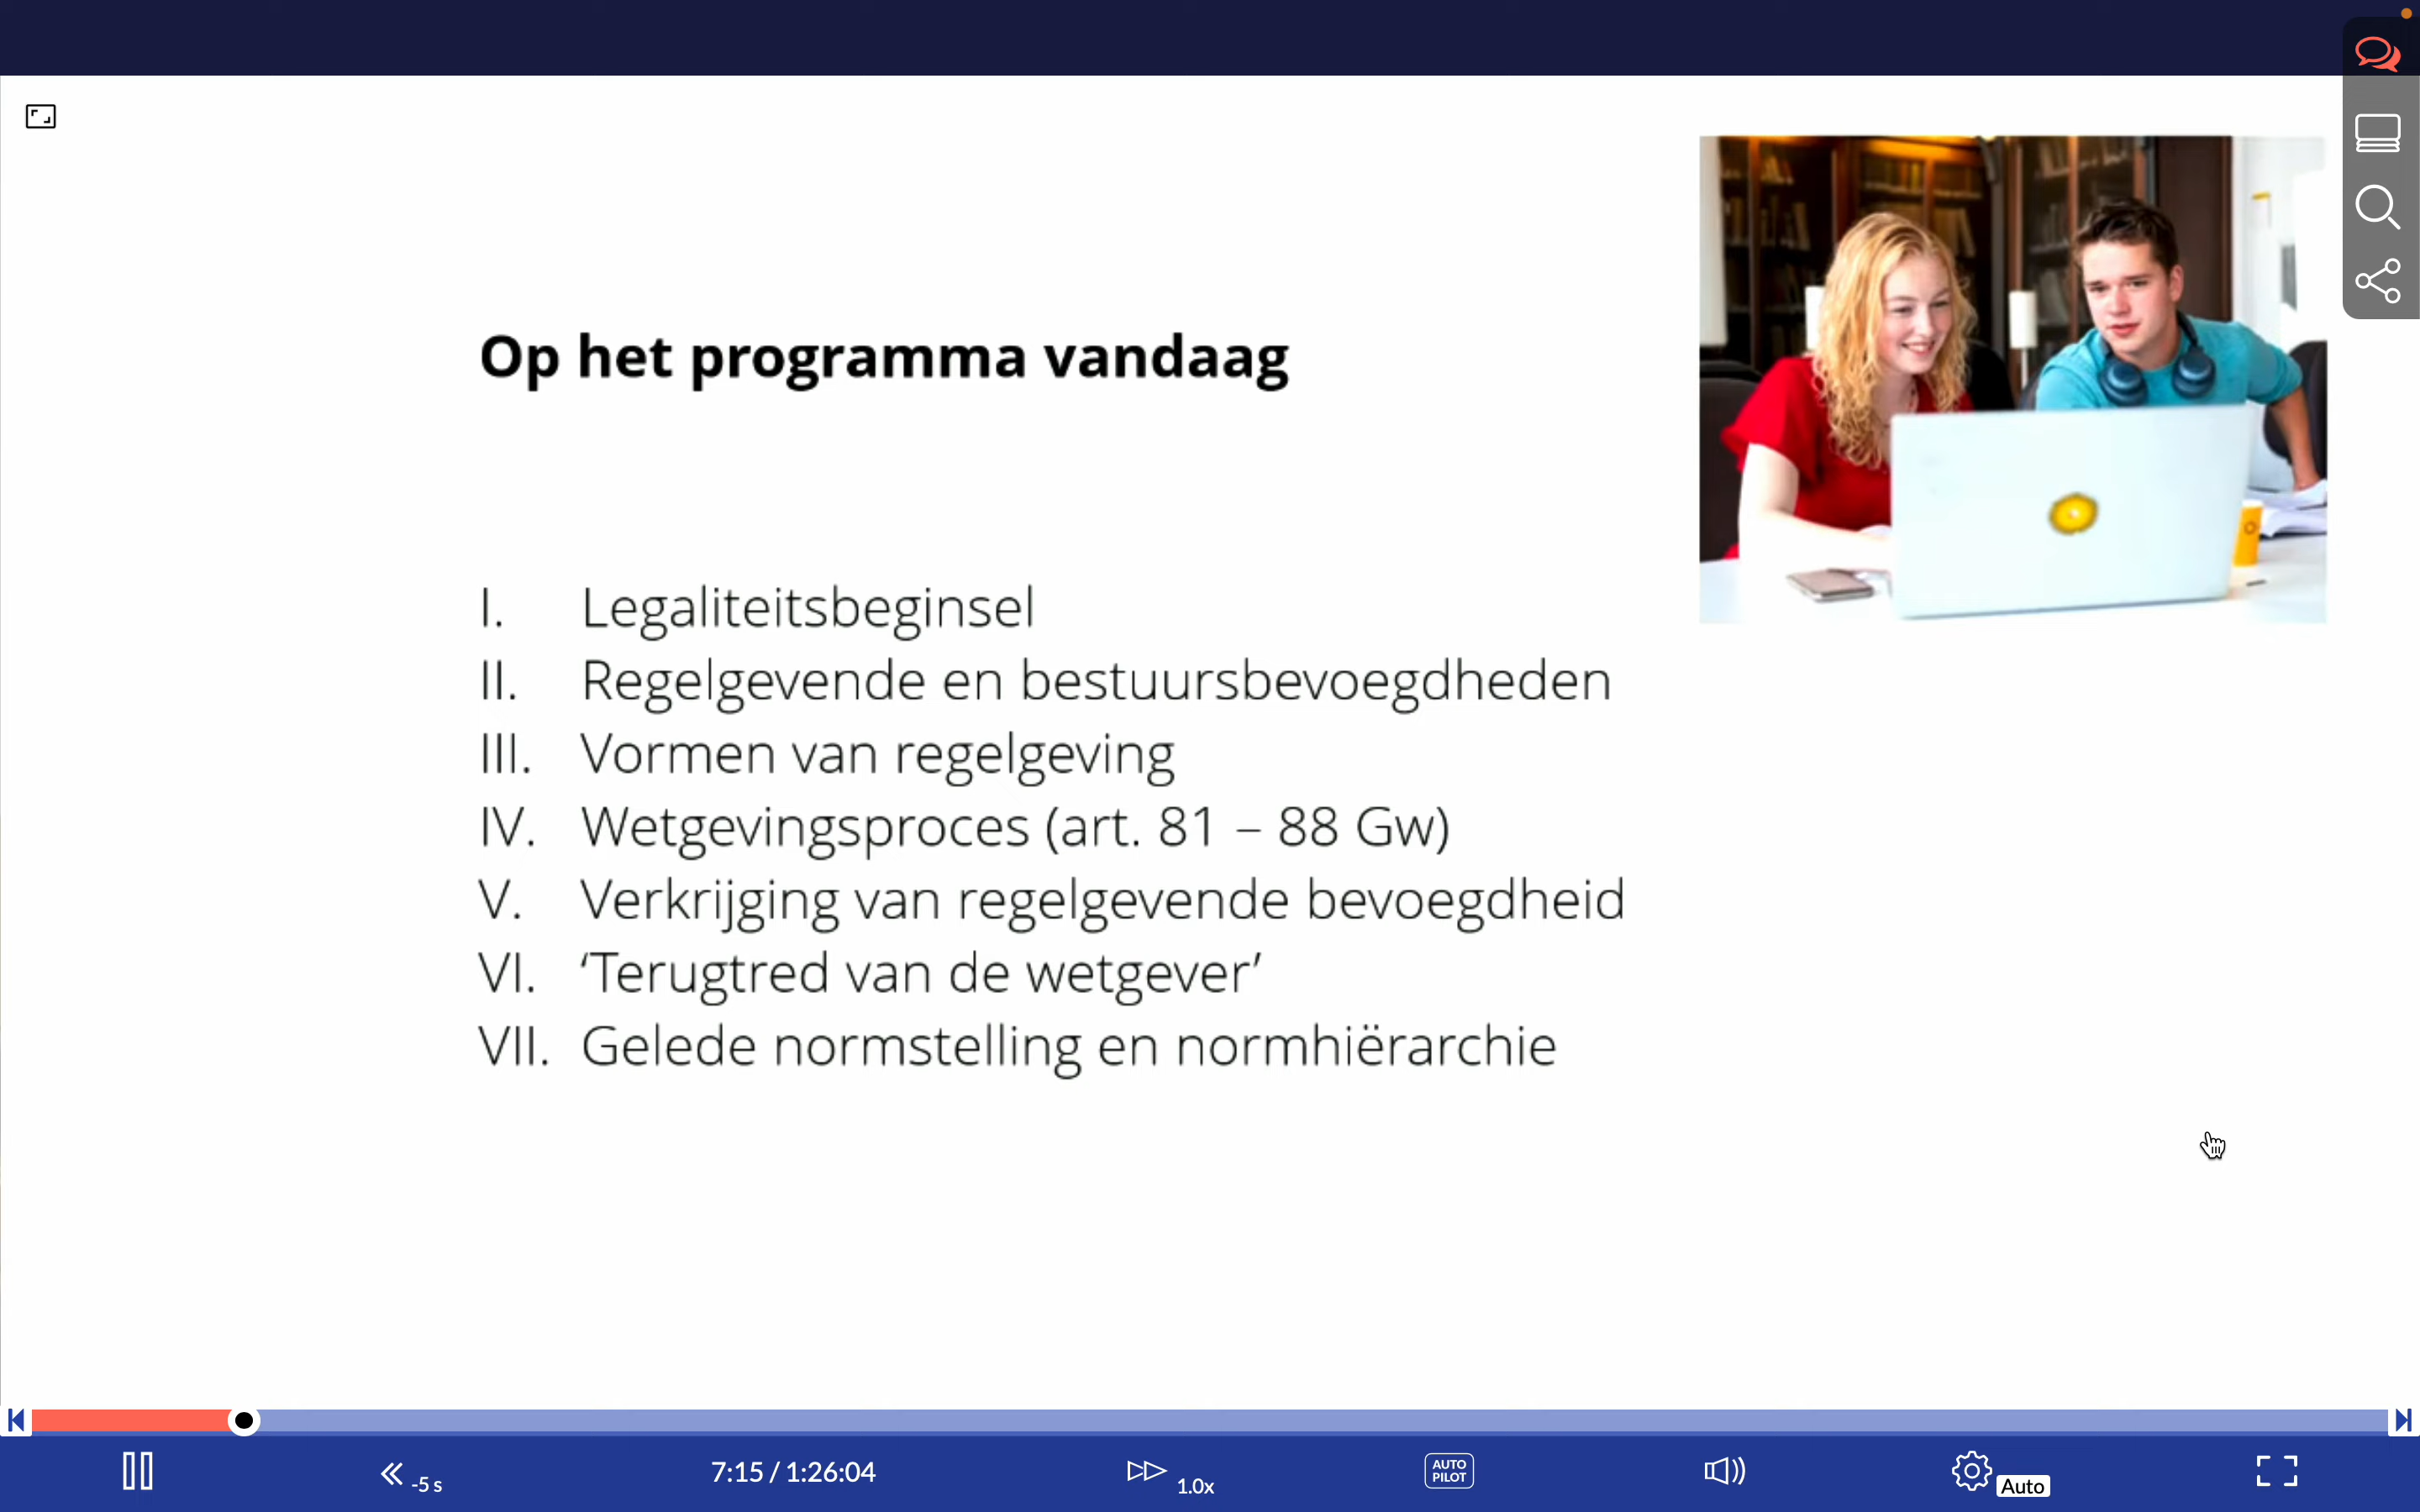 Op het programma vandaag
I. Legaliteitsbeginsel
II. Regelgevende en bestuursbevoegdheden
III. Vormen van regelgeving
IV. Wetgevingsproces (art. 81 – 88 Gw)
V. Verkrijging van regelgevende bevoegdheid
VI. ‘Terugtred van de wetgever’
VII. Gelede normstelling en normhiërarchie
-5 s
7:15 / 1:26:04
1.0x
AUTO
PILOT
Auto